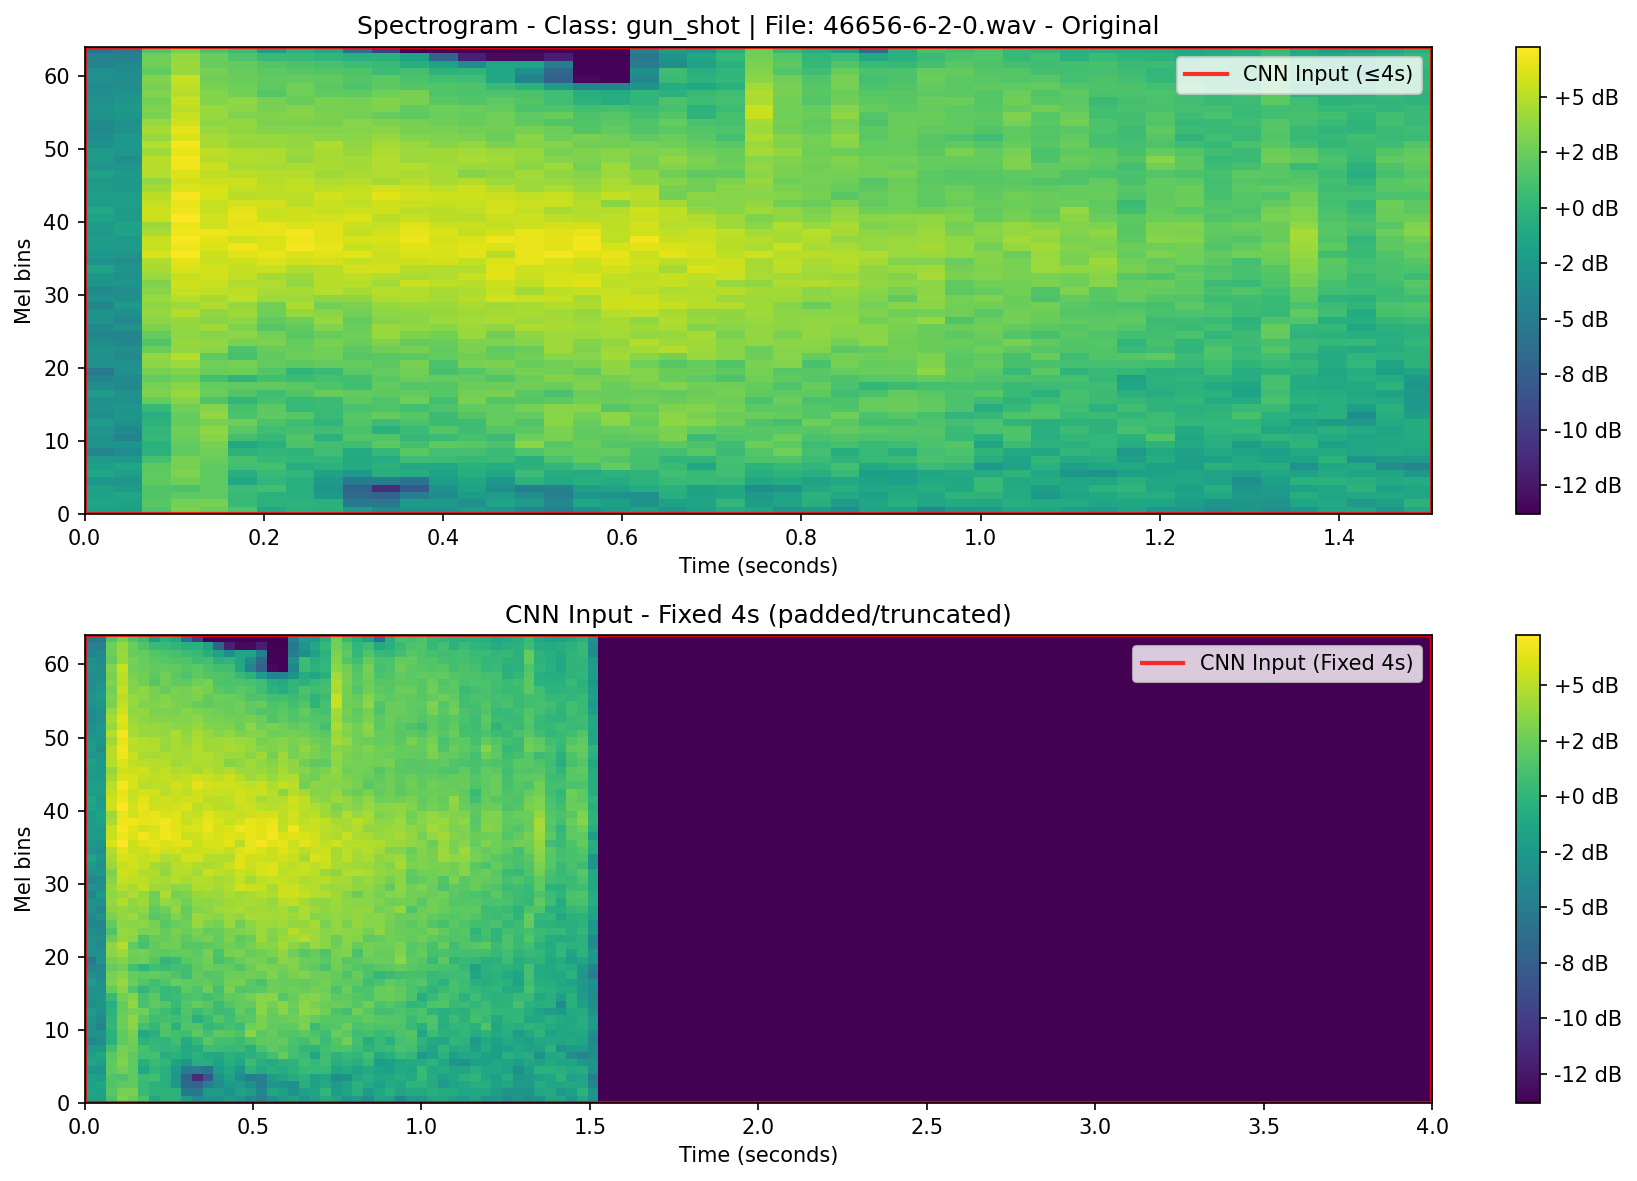 Spectrogram - Class: gun_shot | File: 46656-6-2-0.wav - Original
CNN Input (≤4s)
Mel bins
60
50
40
30
20
10
0
0.0 0.2 0.4 0.6 0.8 1.0 1.2 1.4
Time (seconds)
+5 dB
+2 dB
+0 dB
-2 dB
-5 dB
-8 dB
-10 dB
-12 dB
CNN Input - Fixed 4s (padded/truncated)
CNN Input (Fixed 4s)
Mel bins
60
50
40
30
20
10
0
0.0 0.5 1.0 1.5 2.0 2.5 3.0 3.5 4.0
Time (seconds)
+5 dB
+2 dB
+0 dB
-2 dB
-5 dB
-8 dB
-10 dB
-12 dB